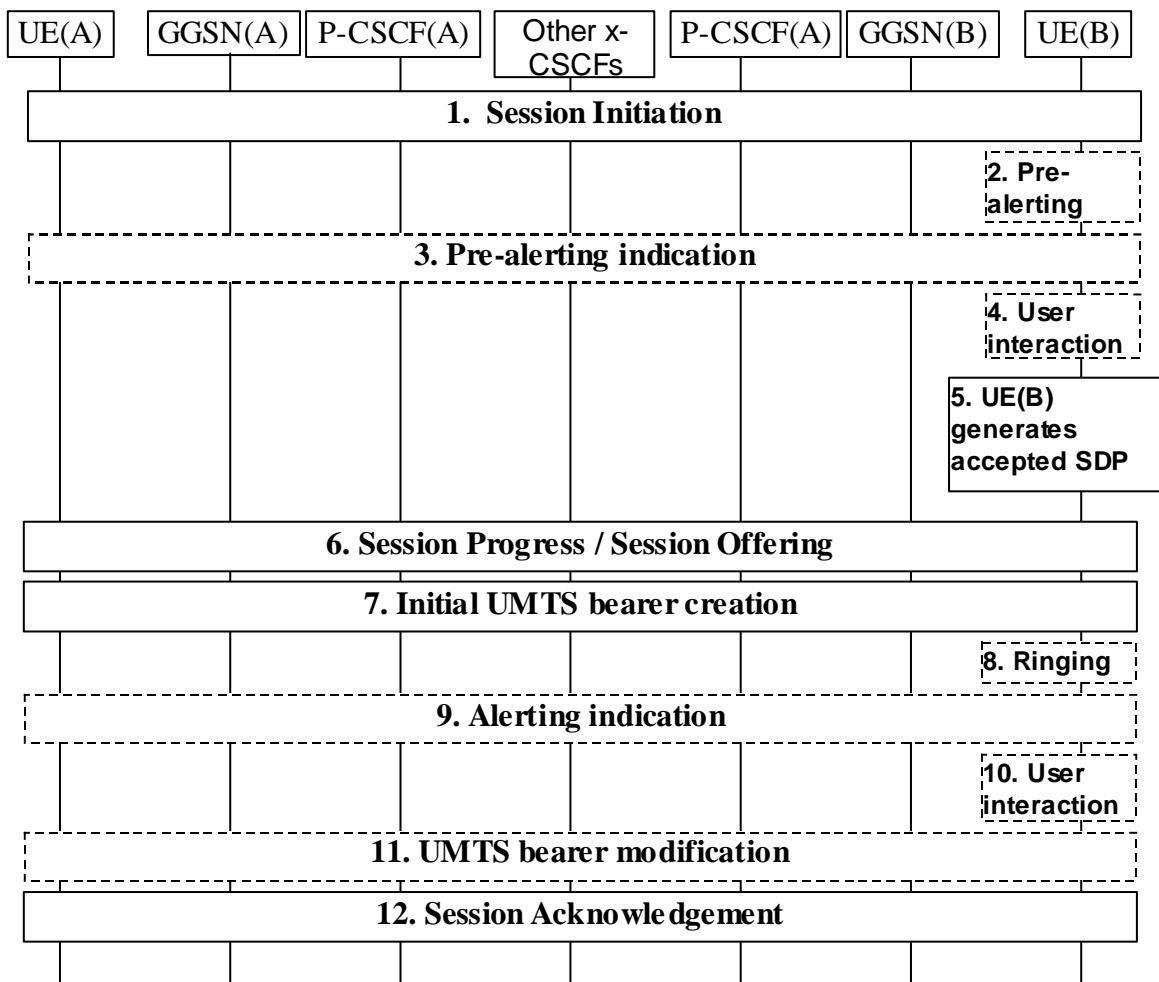 UE(A)
GGSN(A)
P-CSCF(A)
Other x-
CSCFs
P-CSCF(A)
GGSN(B)
UE(B)
1. Session Initiation
2. Pre-
alerting
3. Pre-alerting indication
4. User
interaction
5. UE(B)
generates
accepted SDP
6. Session Progress / Session Offering
7. Initial UMTS bearer creation
8. Ringing
9. Alerting indication
10. User
interaction
11. UMTS bearer modification
12. Session Acknowledgement